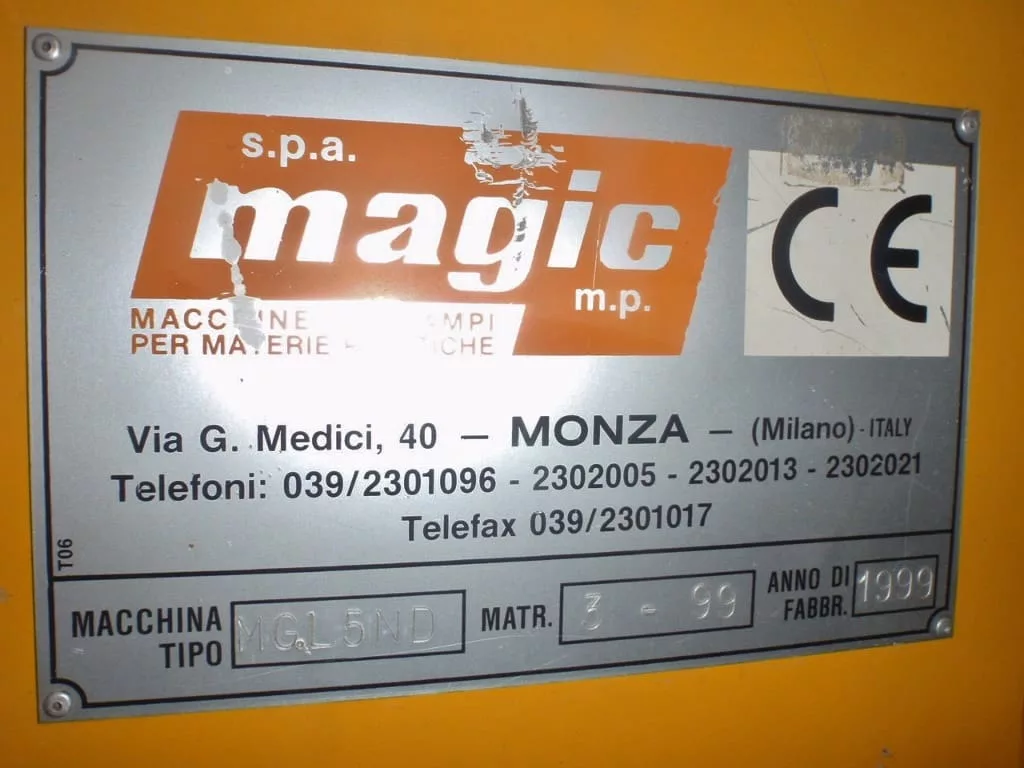 s.p.a.
magic
m.p.
PER MATERIE
CE
Via G. Medici, 40 — MONZA — (Milano) - ITALY
Telefoni: 039/2301096 - 2302005 - 2302013 - 2302021
Telefax 039/2301017
T06
MACCHINA TIPO MGL5ND MATR. 3 - 99 ANNO DI FABBR. 1999